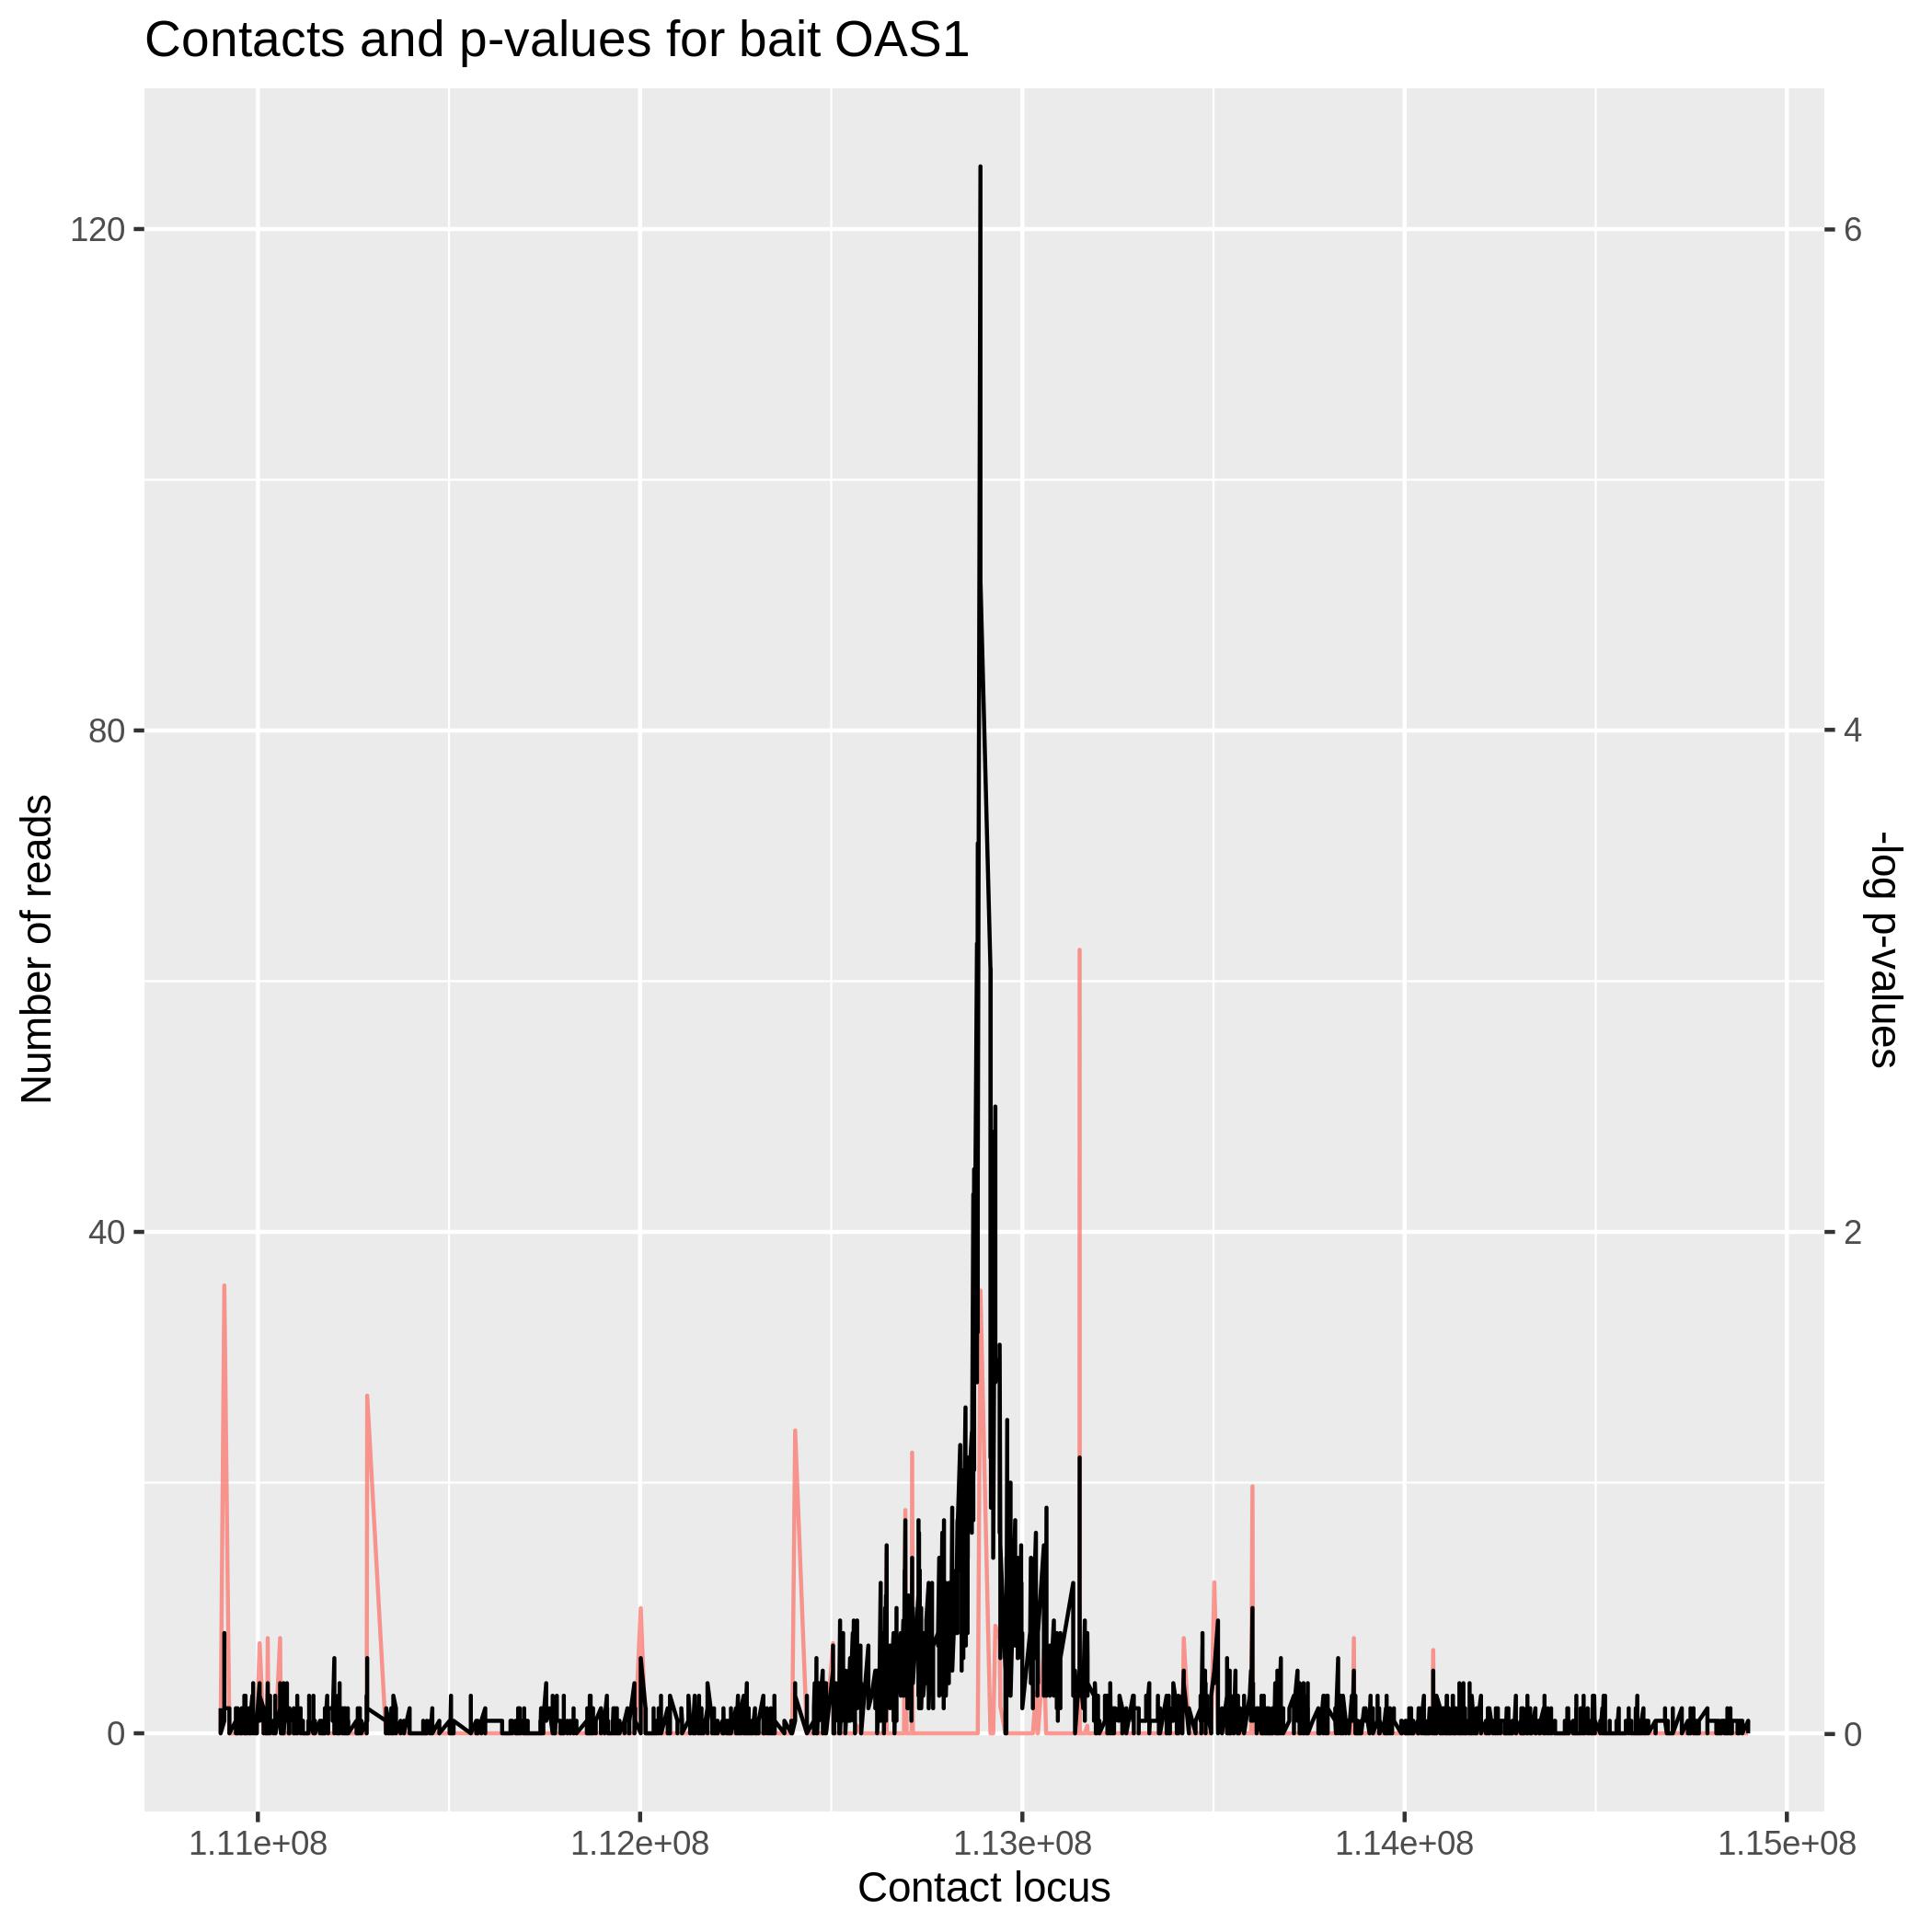 Contacts and p-values for bait OAS1
120
80
40
0
Number of reads
6
4
2
0
-log p-values
1.11e+08
1.12e+08
1.13e+08
1.14e+08
1.15e+08
Contact locus